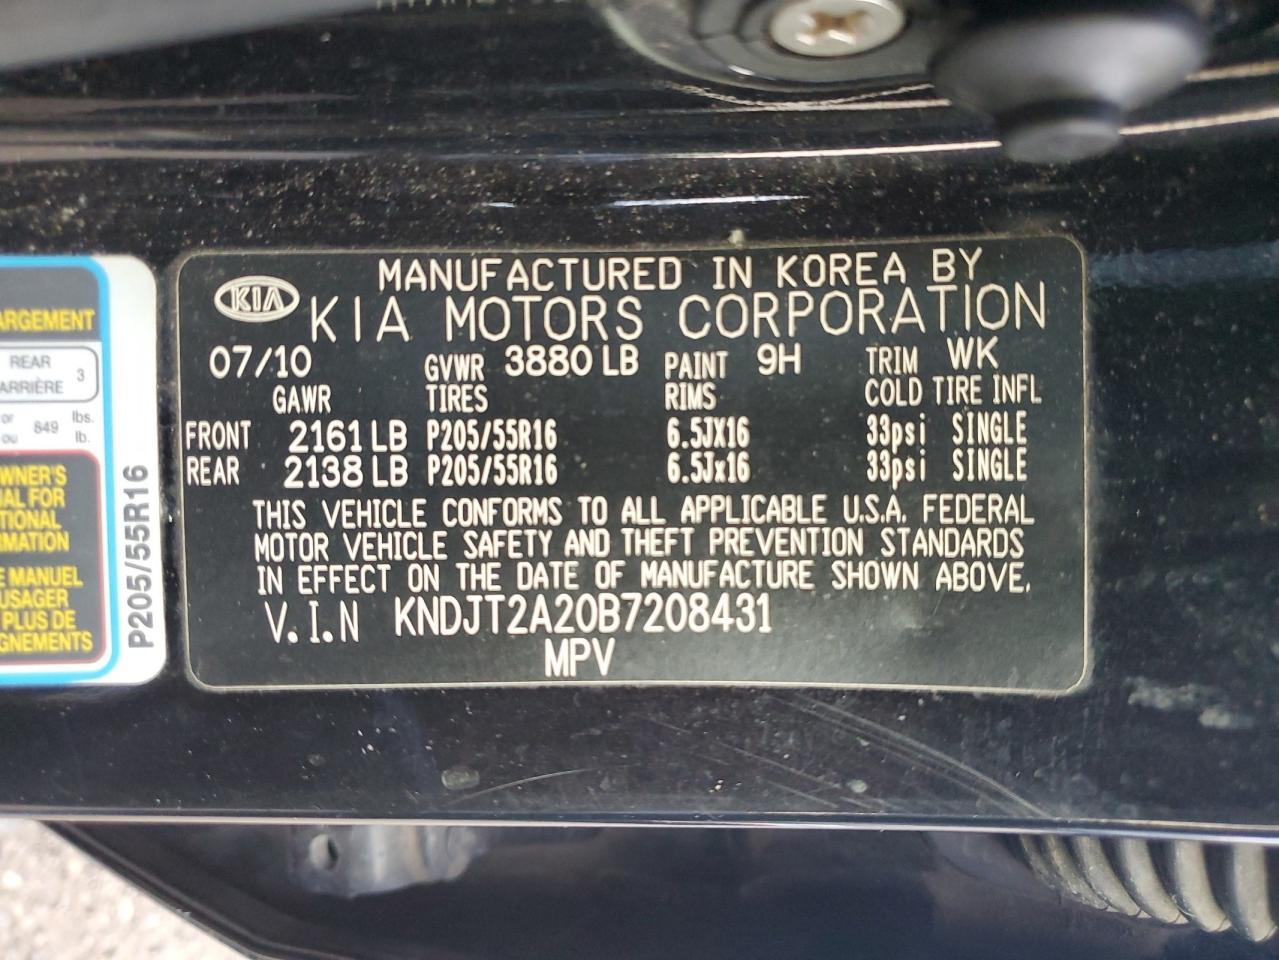 MANUFACTURED IN KOREA BY
KIA KIA MOTORS CORPORATION
07/10 GVWR 3880 LB PAINT 9H TRIM WK
GAWR TIRES RIMS COLD TIRE INFL
FRONT 2161 LB P205/55R16 6.5JX16 33psi SINGLE
REAR 2138 LB P205/55R16 6.5Jx16 33psi SINGLE
THIS VEHICLE CONFORMS TO ALL APPLICABLE U.S.A. FEDERAL
MOTOR VEHICLE SAFETY AND THEFT PREVENTION STANDARDS
IN EFFECT ON THE DATE OF MANUFACTURE SHOWN ABOVE.
V.I.N KNDJT2A20B7208431
MPV
ARGEMENT
REAR
ARRIÈRE 3
or
ou 849 lbs.
lb.
WNER'S
AL FOR
TIONAL
MATION
E MANUEL
USAGER
PLUS DE
GNEMENTS
P205/55R16